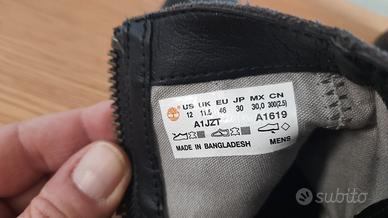 US UK EU JP MX CN
12 11.5 46 30 30,0 300(2.5)
A1JZT A1619
MADE IN BANGLADESH MENS
subito